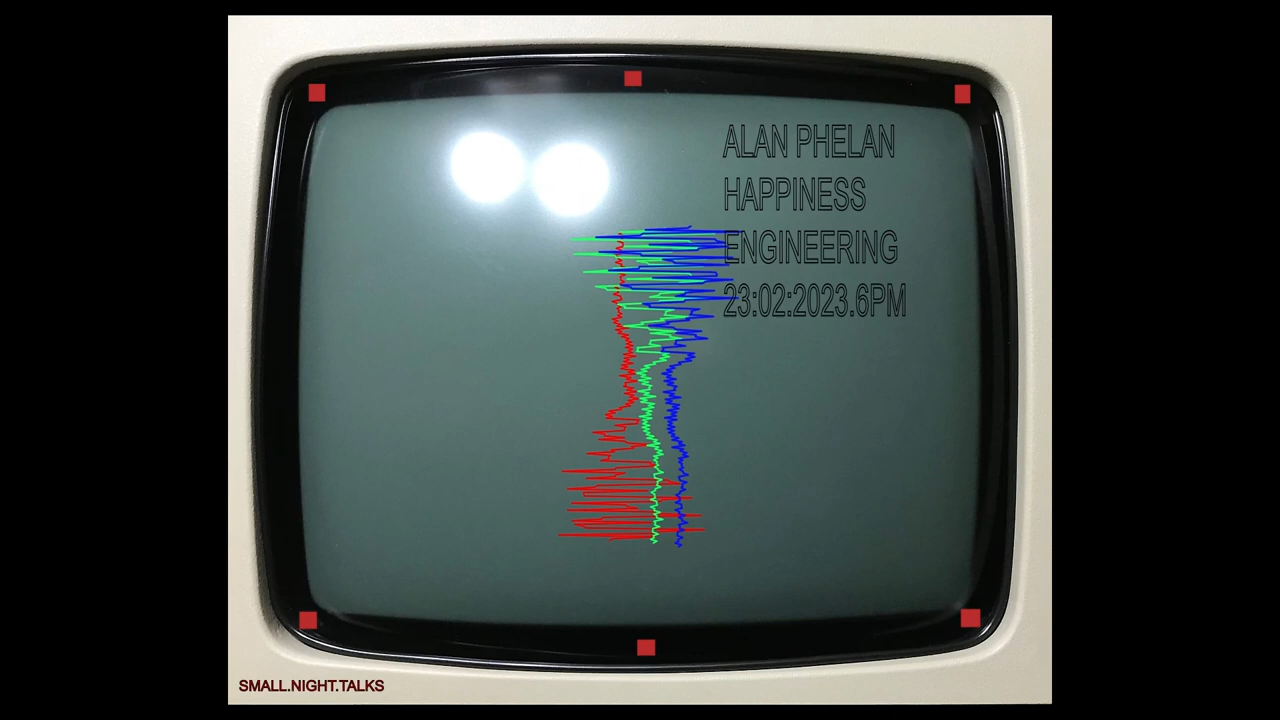 ALAN PHELAN
HAPPINESS
ENGINEERING
23:02:2023.6PM
SMALL.NIGHT.TALKS